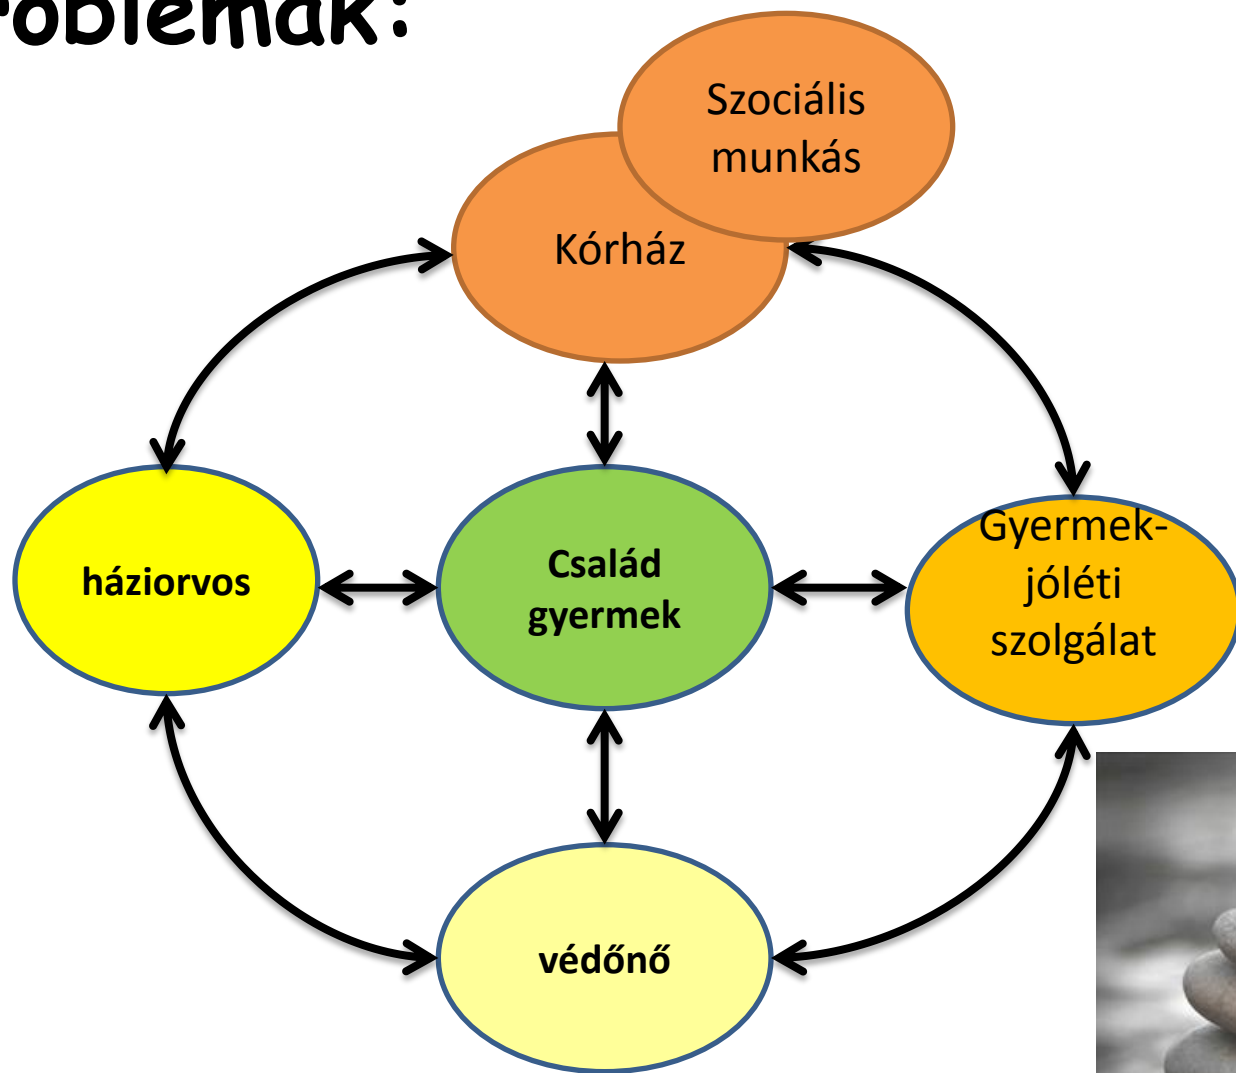 roblémák:
Szociális
munkás
Kórház
háziorvos
Család
gyermek
Gyermek-
jóléti
szolgálat
védőnő